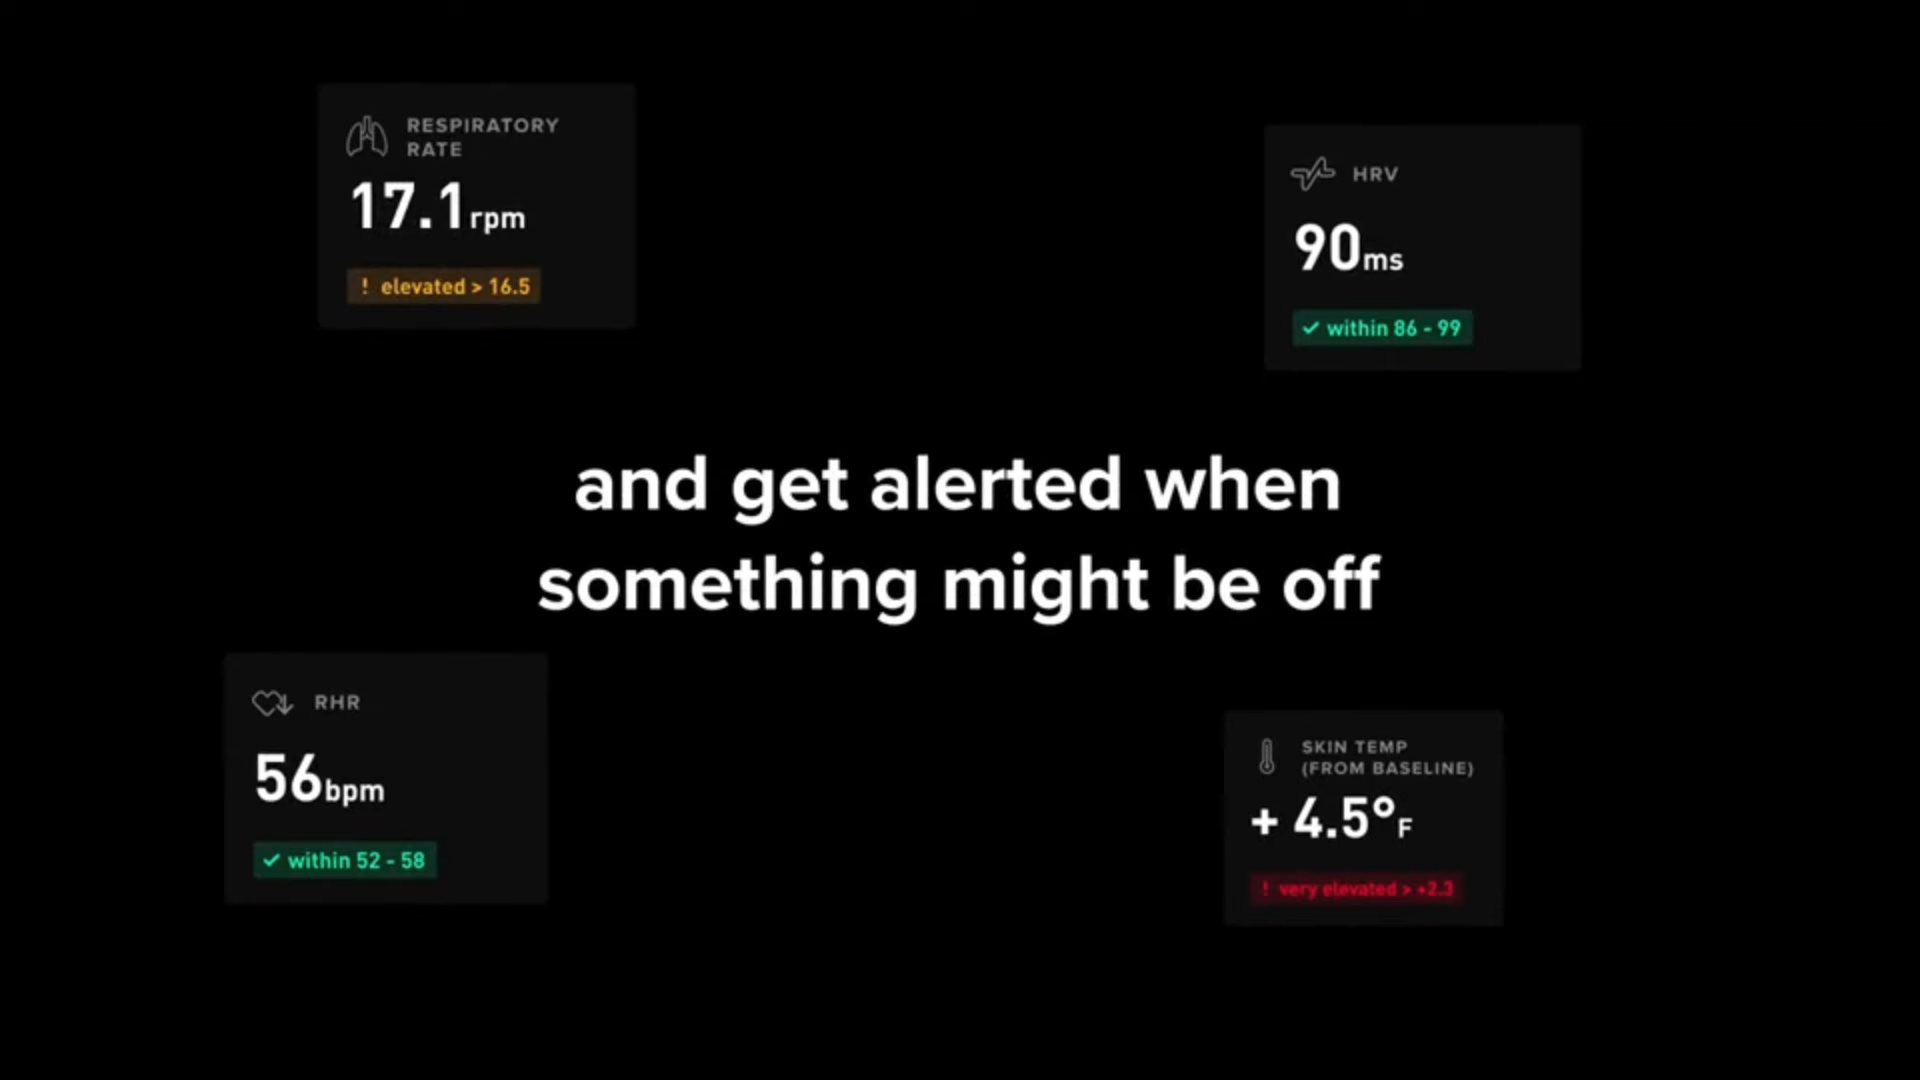 RESPIRATORY
RATE
17.1rpm
! elevated > 16.5
HRV
90ms
✓ within 86 - 99
and get alerted when
something might be off
RHR
56bpm
✓ within 52 - 58
SKIN TEMP
(FROM BASELINE)
+ 4.5°F
! very elevated > +2.3